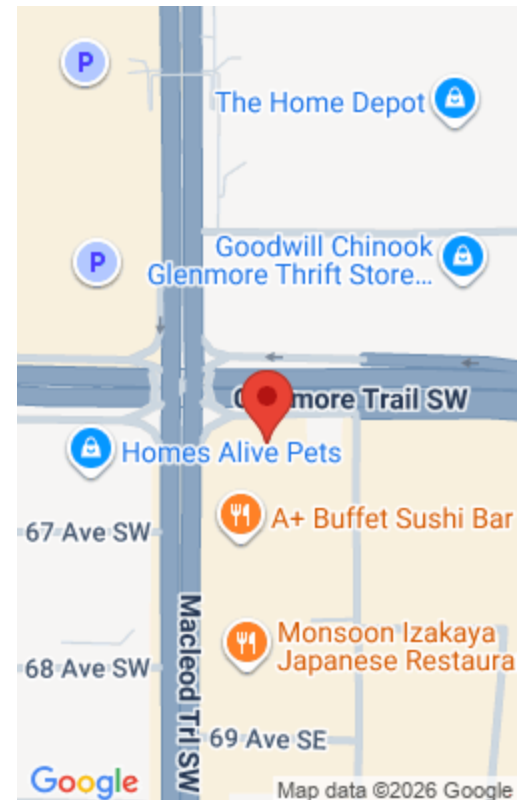 P
The Home Depot
P
Goodwill Chinook
Glenmore Thrift Store...
more Trail SW
Homes Alive Pets
67 Ave SW
A+ Buffet Sushi Bar
Macleod Trl SW
Monsoon Izakaya
Japanese Restaura
68 Ave SW
69 Ave SE
Google
Map data ©2026 Google